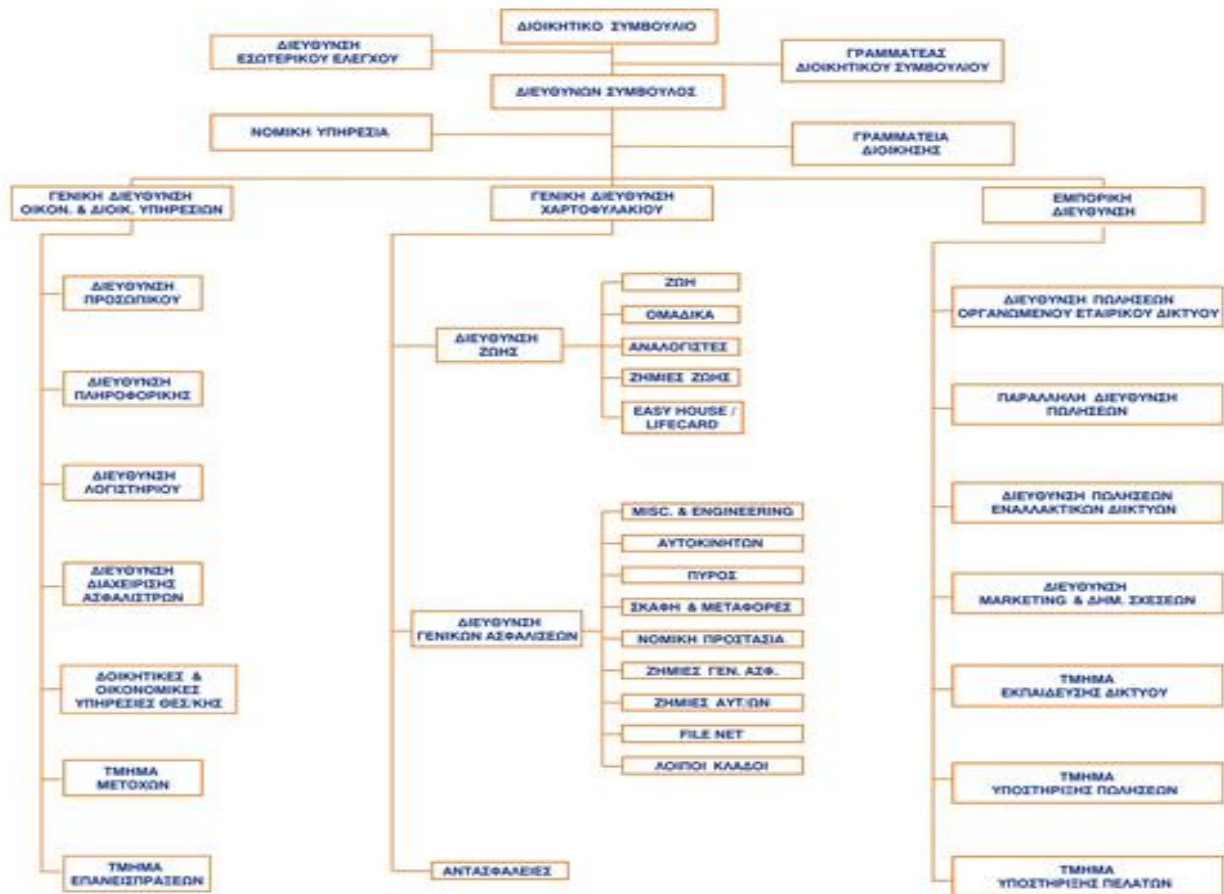 ΔΙΟΙΚΗΤΙΚΟ ΣΥΜΒΟΥΛΙΟ
ΔΙΕΥΘΥΝΣΗ
ΕΣΩΤΕΡΙΚΟΥ ΕΛΕΓΧΟΥ
ΓΡΑΜΜΑΤΕΑΣ
ΔΙΟΙΚΗΤΙΚΟΥ ΣΥΜΒΟΥΛΙΟΥ
ΔΙΕΥΘΥΝΩΝ ΣΥΜΒΟΥΛΟΣ
ΝΟΜΙΚΗ ΥΠΗΡΕΣΙΑ
ΓΡΑΜΜΑΤΕΙΑ
ΔΙΟΙΚΗΣΗΣ
ΓΕΝΙΚΗ ΔΙΕΥΘΥΝΣΗ
ΟΙΚΟΝ. & ΔΙΟΙΚ. ΥΠΗΡΕΣΙΩΝ
ΔΙΕΥΘΥΝΣΗ
ΠΡΟΣΩΠΙΚΟΥ
ΔΙΕΥΘΥΝΣΗ
ΠΛΗΡΟΦΟΡΙΚΗΣ
ΔΙΕΥΘΥΝΣΗ
ΛΟΓΙΣΤΗΡΙΟΥ
ΔΙΕΥΘΥΝΣΗ
ΔΙΑΧΕΙΡΙΣΗΣ
ΑΣΦΑΛΙΣΤΡΩΝ
ΔΟΙΚΗΤΙΚΕΣ &
ΟΙΚΟΝΟΜΙΚΕΣ
ΥΠΗΡΕΣΙΕΣ ΘΕΣ/ΚΗΣ
ΤΜΗΜΑ
ΜΕΤΟΧΩΝ
ΤΜΗΜΑ
ΕΠΑΝΕΙΣΠΡΑΞΕΩΝ
ΓΕΝΙΚΗ ΔΙΕΥΘΥΝΣΗ
ΧΑΡΤΟΦΥΛΑΚΙΟΥ
ΔΙΕΥΘΥΝΣΗ
ΖΩΗΣ
ΖΩΗ
ΟΜΑΔΙΚΑ
ΑΝΑΛΟΓΙΣΤΕΣ
ΖΗΜΙΕΣ ΖΩΗΣ
EASY HOUSE /
LIFECARD
ΔΙΕΥΘΥΝΣΗ
ΓΕΝΙΚΩΝ ΑΣΦΑΛΙΣΕΩΝ
MISC. & ENGINEERING
ΑΥΤΟΚΙΝΗΤΩΝ
ΠΥΡΟΣ
ΣΚΑΦΗ & ΜΕΤΑΦΟΡΕΣ
ΝΟΜΙΚΗ ΠΡΟΣΤΑΣΙΑ
ΖΗΜΙΕΣ ΓΕΝ. ΑΣΦ.
ΖΗΜΙΕΣ ΑΥΤ/ΩΝ
FILE NET
ΛΟΙΠΟΙ ΚΛΑΔΟΙ
ΑΝΤΑΣΦΑΛΕΙΕΣ
ΕΜΠΟΡΙΚΗ
ΔΙΕΥΘΥΝΣΗ
ΔΙΕΥΘΥΝΣΗ ΠΩΛΗΣΕΩΝ
ΟΡΓΑΝΩΜΕΝΟΥ ΕΤΑΙΡΙΚΟΥ ΔΙΚΤΥΟΥ
ΠΑΡΑΛΛΗΛΗ ΔΙΕΥΘΥΝΣΗ
ΠΩΛΗΣΕΩΝ
ΔΙΕΥΘΥΝΣΗ ΠΩΛΗΣΕΩΝ
ΕΝΑΛΛΑΚΤΙΚΩΝ ΔΙΙΚΤΥΩΝ
ΔΙΕΥΘΥΝΣΗ
MARKETING & ΔΗΜ. ΣΧΕΣΕΩΝ
ΤΜΗΜΑ
ΕΚΠΑΙΔΕΥΣΗΣ ΔΙΚΤΥΟΥ
ΤΜΗΜΑ
ΥΠΟΣΤΗΡΙΞΗΣ ΠΩΛΗΣΕΩΝ
ΤΜΗΜΑ
ΥΠΟΣΤΗΡΙΞΗΣ ΠΕΛΑΤΩΝ